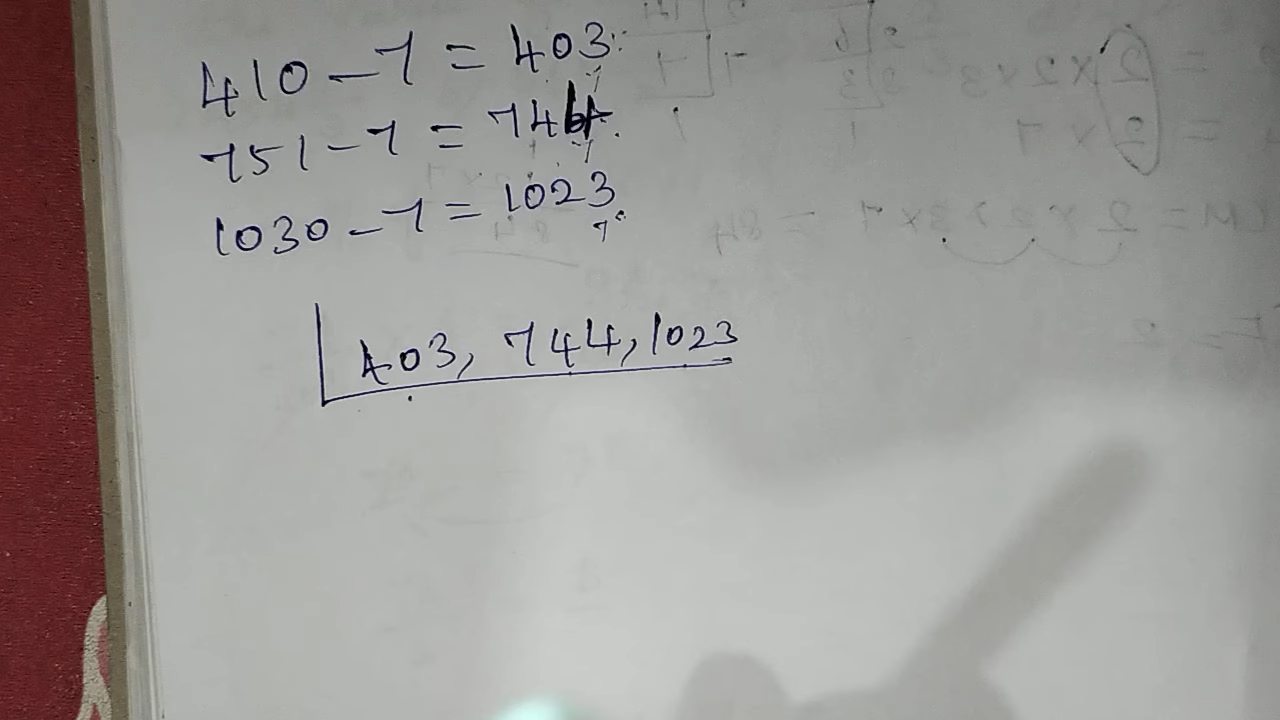 410 - 7 = 403
751 - 7 = 744
1030 - 7 = 1023
403, 744, 1023